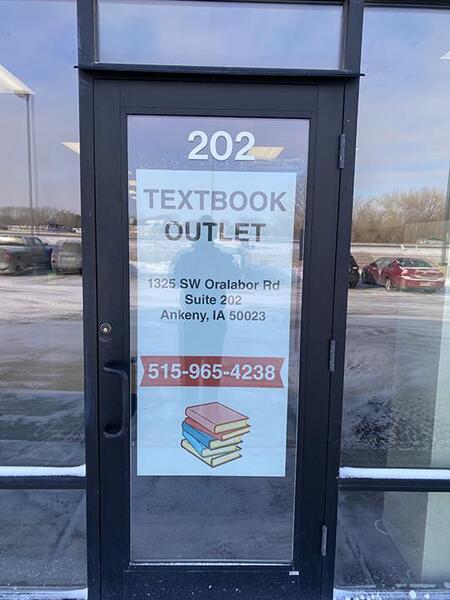 202
TEXTBOOK
OUTLET
1325 SW Oralabor Rd
Suite 202
Ankeny, IA 50023
515-965-4238